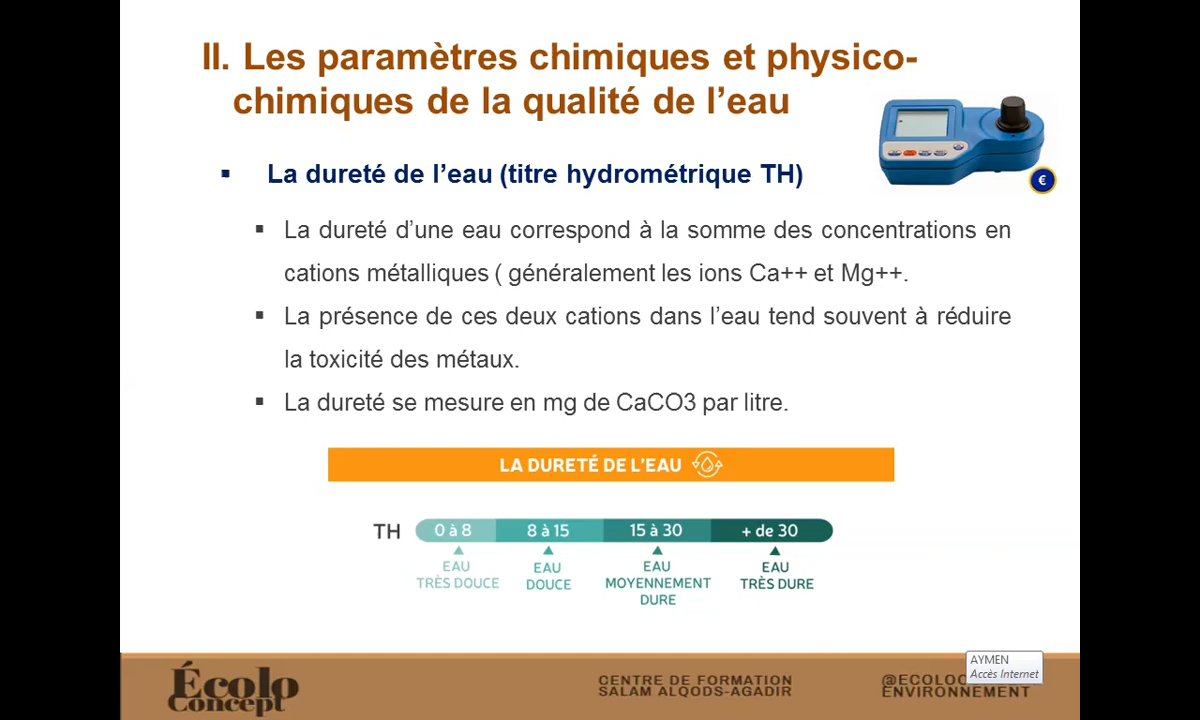 II. Les paramètres chimiques et physico-
chimiques de la qualité de l’eau
€
▪ La dureté de l’eau (titre hydrométrique TH)
▪ La dureté d’une eau correspond à la somme des concentrations en
cations métalliques ( généralement les ions Ca++ et Mg++.
▪ La présence de ces deux cations dans l’eau tend souvent à réduire
la toxicité des métaux.
▪ La dureté se mesure en mg de CaCO3 par litre.
LA DURETÉ DE L’EAU
TH 0 à 8 8 à 15 15 à 30 + de 30
EAU EAU EAU EAU
TRÈS DOUCE DOUCE MOYENNEMENT TRÈS DURE
DURE
Écolo
Concept
CENTRE DE FORMATION
SALAM ALQODS-AGADIR
@ECOLOC
ENVIRONNEMENT
AYMEN
Accès Internet